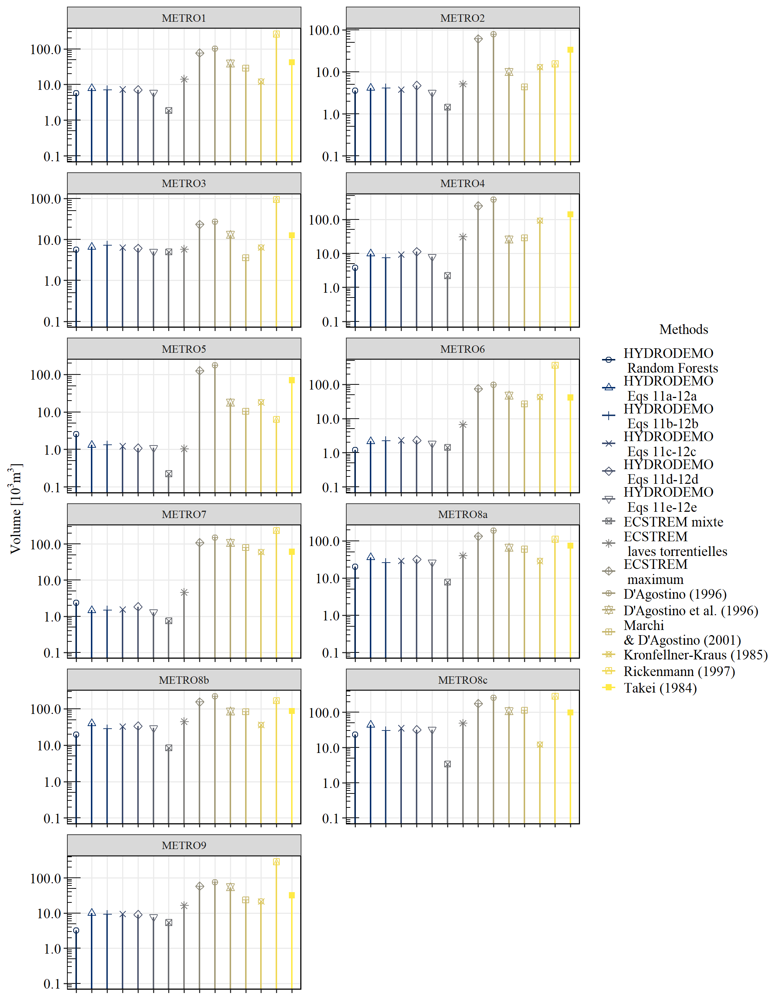 METRO1
METRO2
100.0
10.0
1.0
0.1
100.0
10.0
1.0
0.1
METRO3
METRO4
100.0
10.0
1.0
0.1
100.0
10.0
1.0
0.1
METRO5
METRO6
100.0
10.0
1.0
0.1
100.0
10.0
1.0
0.1
METRO7
METRO8a
100.0
10.0
1.0
0.1
100.0
10.0
1.0
0.1
METRO8b
METRO8c
100.0
10.0
1.0
0.1
100.0
10.0
1.0
0.1
METRO9
100.0
10.0
1.0
0.1
Volume [10³m³]
Methods
HYDRODEMO
Random Forests
HYDRODEMO
Eqs 11a-12a
HYDRODEMO
Eqs 11b-12b
HYDRODEMO
Eqs 11c-12c
HYDRODEMO
Eqs 11d-12d
HYDRODEMO
Eqs 11e-12e
ECSTREM mixte
ECSTREM
laves torrentielles
ECSTREM
maximum
D'Agostino (1996)
D'Agostino et al. (1996)
Marchi
& D'Agostino (2001)
Kronfellner-Kraus (1985)
Rickenmann (1997)
Takei (1984)